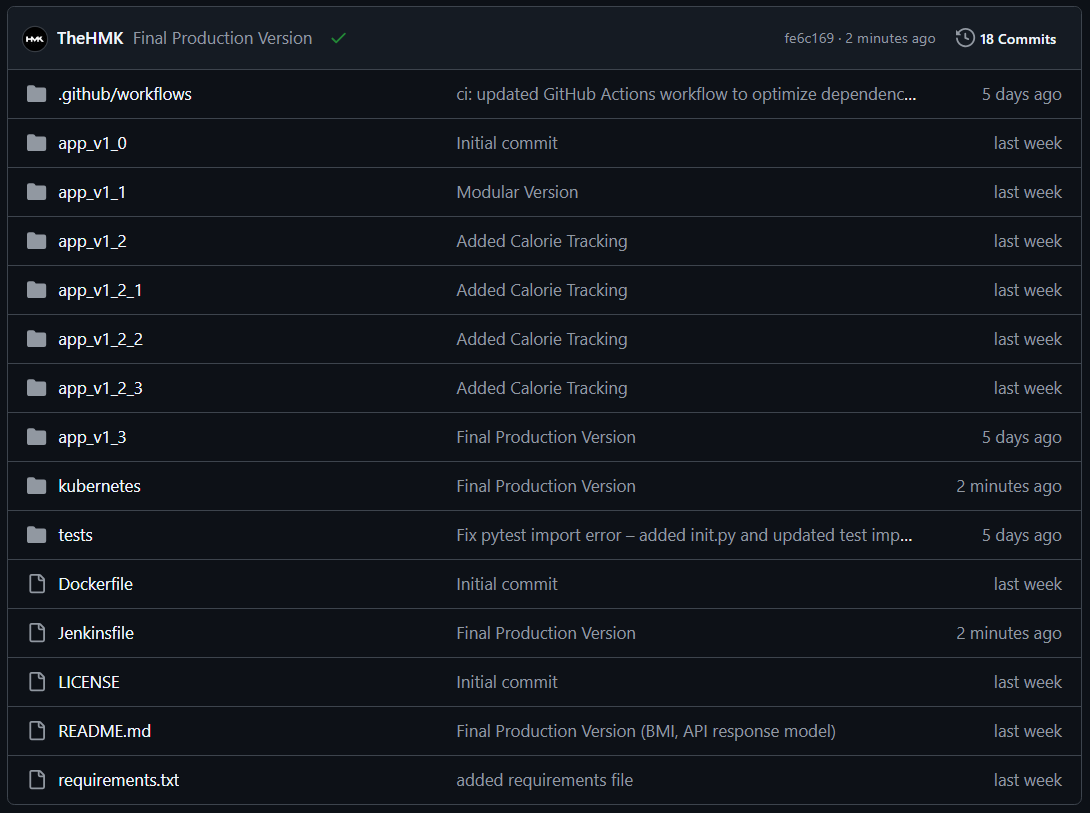 HMK TheHMK Final Production Version fe6c169 · 2 minutes ago 18 Commits
.github/workflows ci: updated GitHub Actions workflow to optimize dependenc... 5 days ago
app_v1_0 Initial commit last week
app_v1_1 Modular Version last week
app_v1_2 Added Calorie Tracking last week
app_v1_2_1 Added Calorie Tracking last week
app_v1_2_2 Added Calorie Tracking last week
app_v1_2_3 Added Calorie Tracking last week
app_v1_3 Final Production Version 5 days ago
kubernetes Final Production Version 2 minutes ago
tests Fix pytest import error – added init.py and updated test imp... 5 days ago
Dockerfile Initial commit last week
Jenkinsfile Final Production Version 2 minutes ago
LICENSE Initial commit last week
README.md Final Production Version (BMI, API response model) last week
requirements.txt added requirements file last week